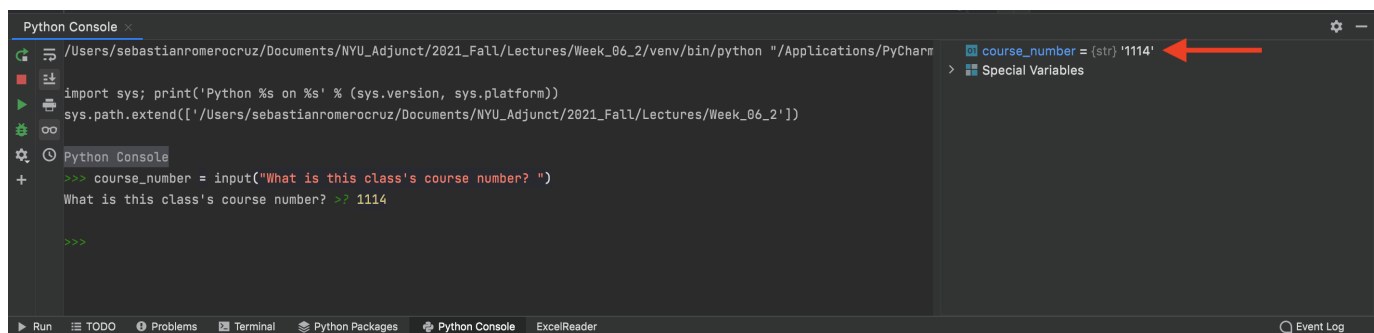 Python Console ×
/Users/sebastianromerocruz/Documents/NYU_Adjunct/2021_Fall/Lectures/Week_06_2/venv/bin/python "/Applications/PyCharm
import sys; print('Python %s on %s' % (sys.version, sys.platform))
sys.path.extend(['/Users/sebastianromerocruz/Documents/NYU_Adjunct/2021_Fall/Lectures/Week_06_2'])
Python Console
>>> course_number = input("What is this class's course number? ")
What is this class's course number? >? 1114
>>>
01 course_number = {str} '1114'
> Special Variables
Run TODO Problems Terminal Python Packages Python Console ExcelReader Event Log